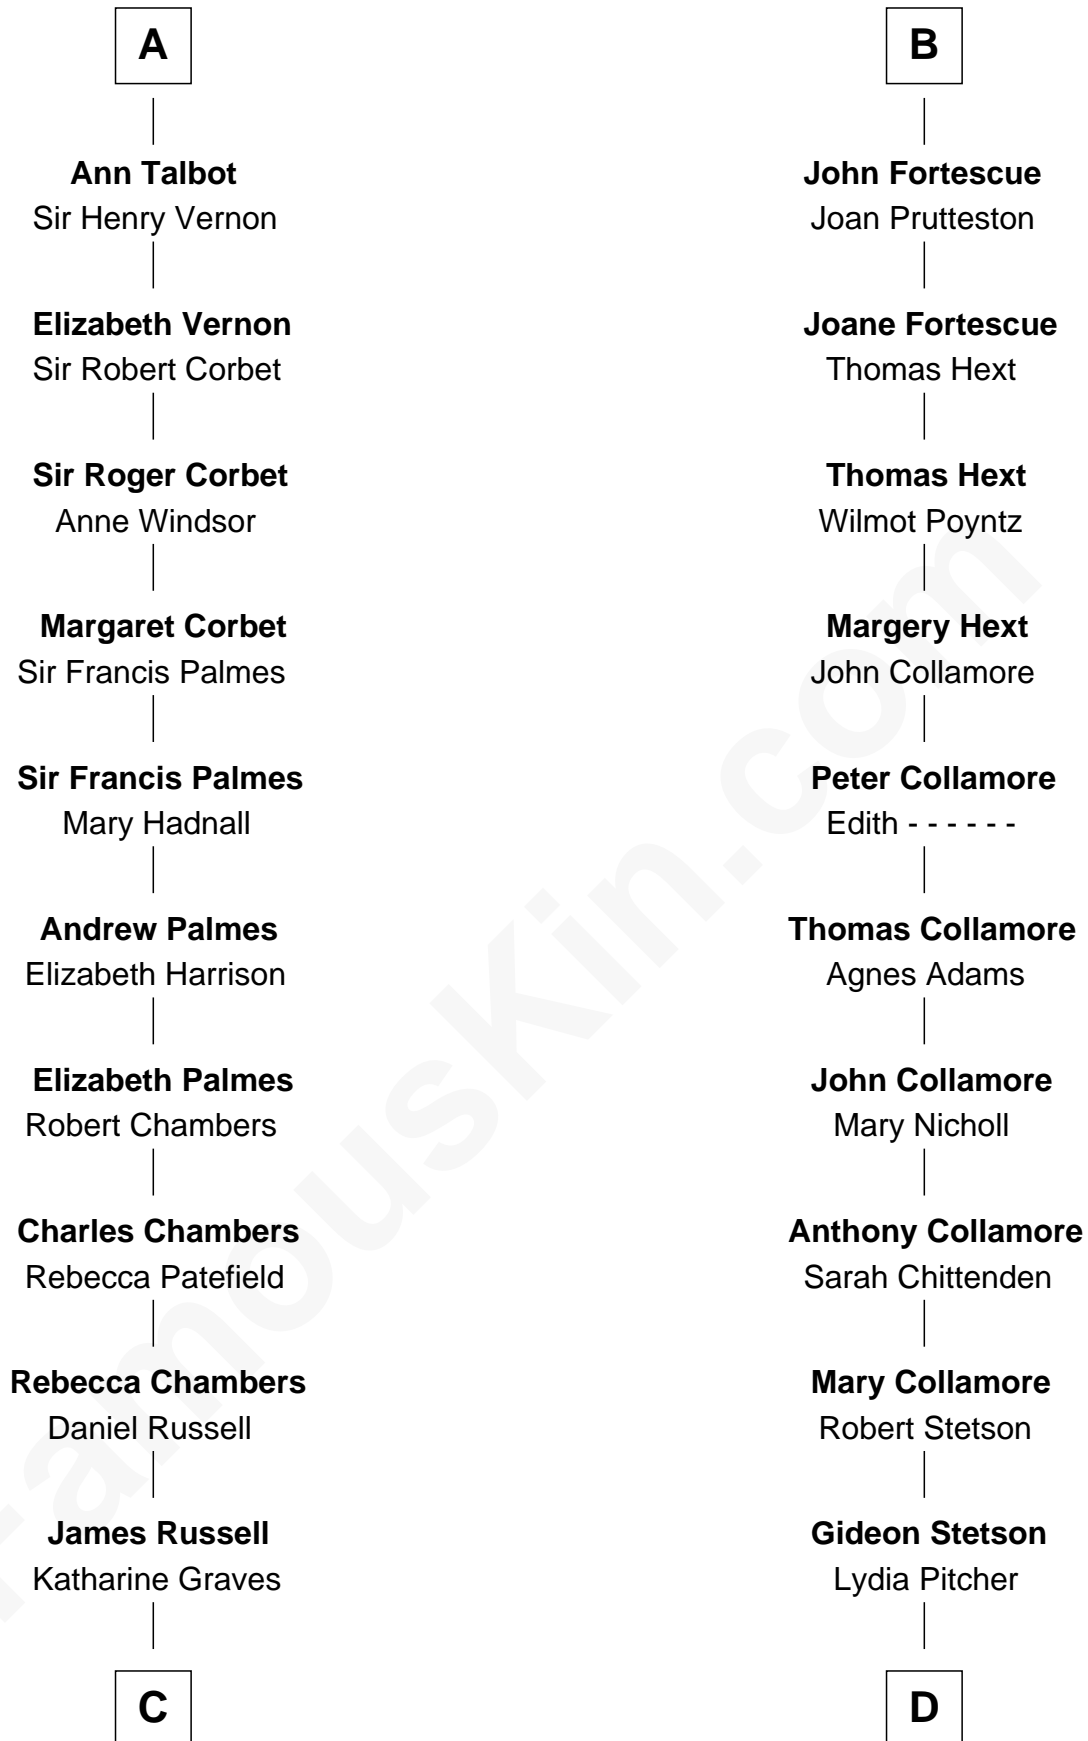 A
Ann Talbot
Sir Henry Vernon
Elizabeth Vernon
Sir Robert Corbet
Sir Roger Corbet
Anne Windsor
Margaret Corbet
Sir Francis Palmes
Sir Francis Palmes
Mary Hadnall
Andrew Palmes
Elizabeth Harrison
Elizabeth Palmes
Robert Chambers
Charles Chambers
Rebecca Patefield
Rebecca Chambers
Daniel Russell
James Russell
Katharine Graves
C
B
John Fortescue
Joan Prutteston
Joane Fortescue
Thomas Hext
Thomas Hext
Wilmot Poyntz
Margery Hext
John Collamore
Peter Collamore
Edith - - - - - -
Thomas Collamore
Agnes Adams
John Collamore
Mary Nicholl
Anthony Collamore
Sarah Chittenden
Mary Collamore
Robert Stetson
Gideon Stetson
Lydia Pitcher
D
FamousKin.com